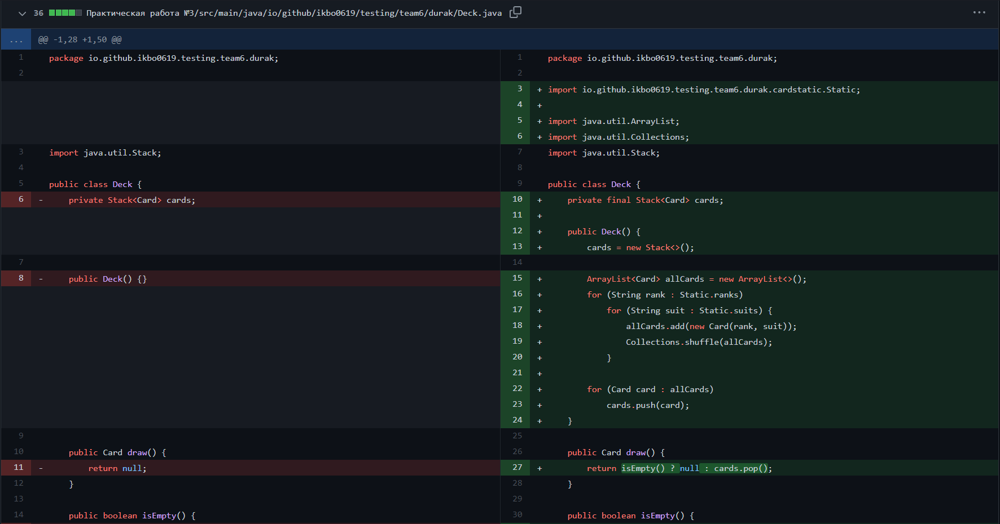 36 Практическая работа №3/src/main/java/io/github/ikbo0619/testing/team6/durak/Deck.java
... @@ -1,28 +1,50 @@
1 package io.github.ikbo0619.testing.team6.durak;
2
3 import java.util.Stack;
4
5 public class Deck {
6 - private Stack<Card> cards;
7
8 - public Deck() {}
9
10 public Card draw() {
11 - return null;
12 }
13
14 public boolean isEmpty() {
1 package io.github.ikbo0619.testing.team6.durak;
2
3 + import io.github.ikbo0619.testing.team6.durak.cardstatic.Static;
4 +
5 + import java.util.ArrayList;
6 + import java.util.Collections;
7 import java.util.Stack;
8
9 public class Deck {
10 + private final Stack<Card> cards;
11 +
12 + public Deck() {
13 + cards = new Stack<>();
14
15 + ArrayList<Card> allCards = new ArrayList<>();
16 + for (String rank : Static.ranks)
17 + for (String suit : Static.suits) {
18 + allCards.add(new Card(rank, suit));
19 + Collections.shuffle(allCards);
20 + }
21 +
22 + for (Card card : allCards)
23 + cards.push(card);
24 + }
25
26 public Card draw() {
27 + return isEmpty() ? null : cards.pop();
28 }
29
30 public boolean isEmpty() {